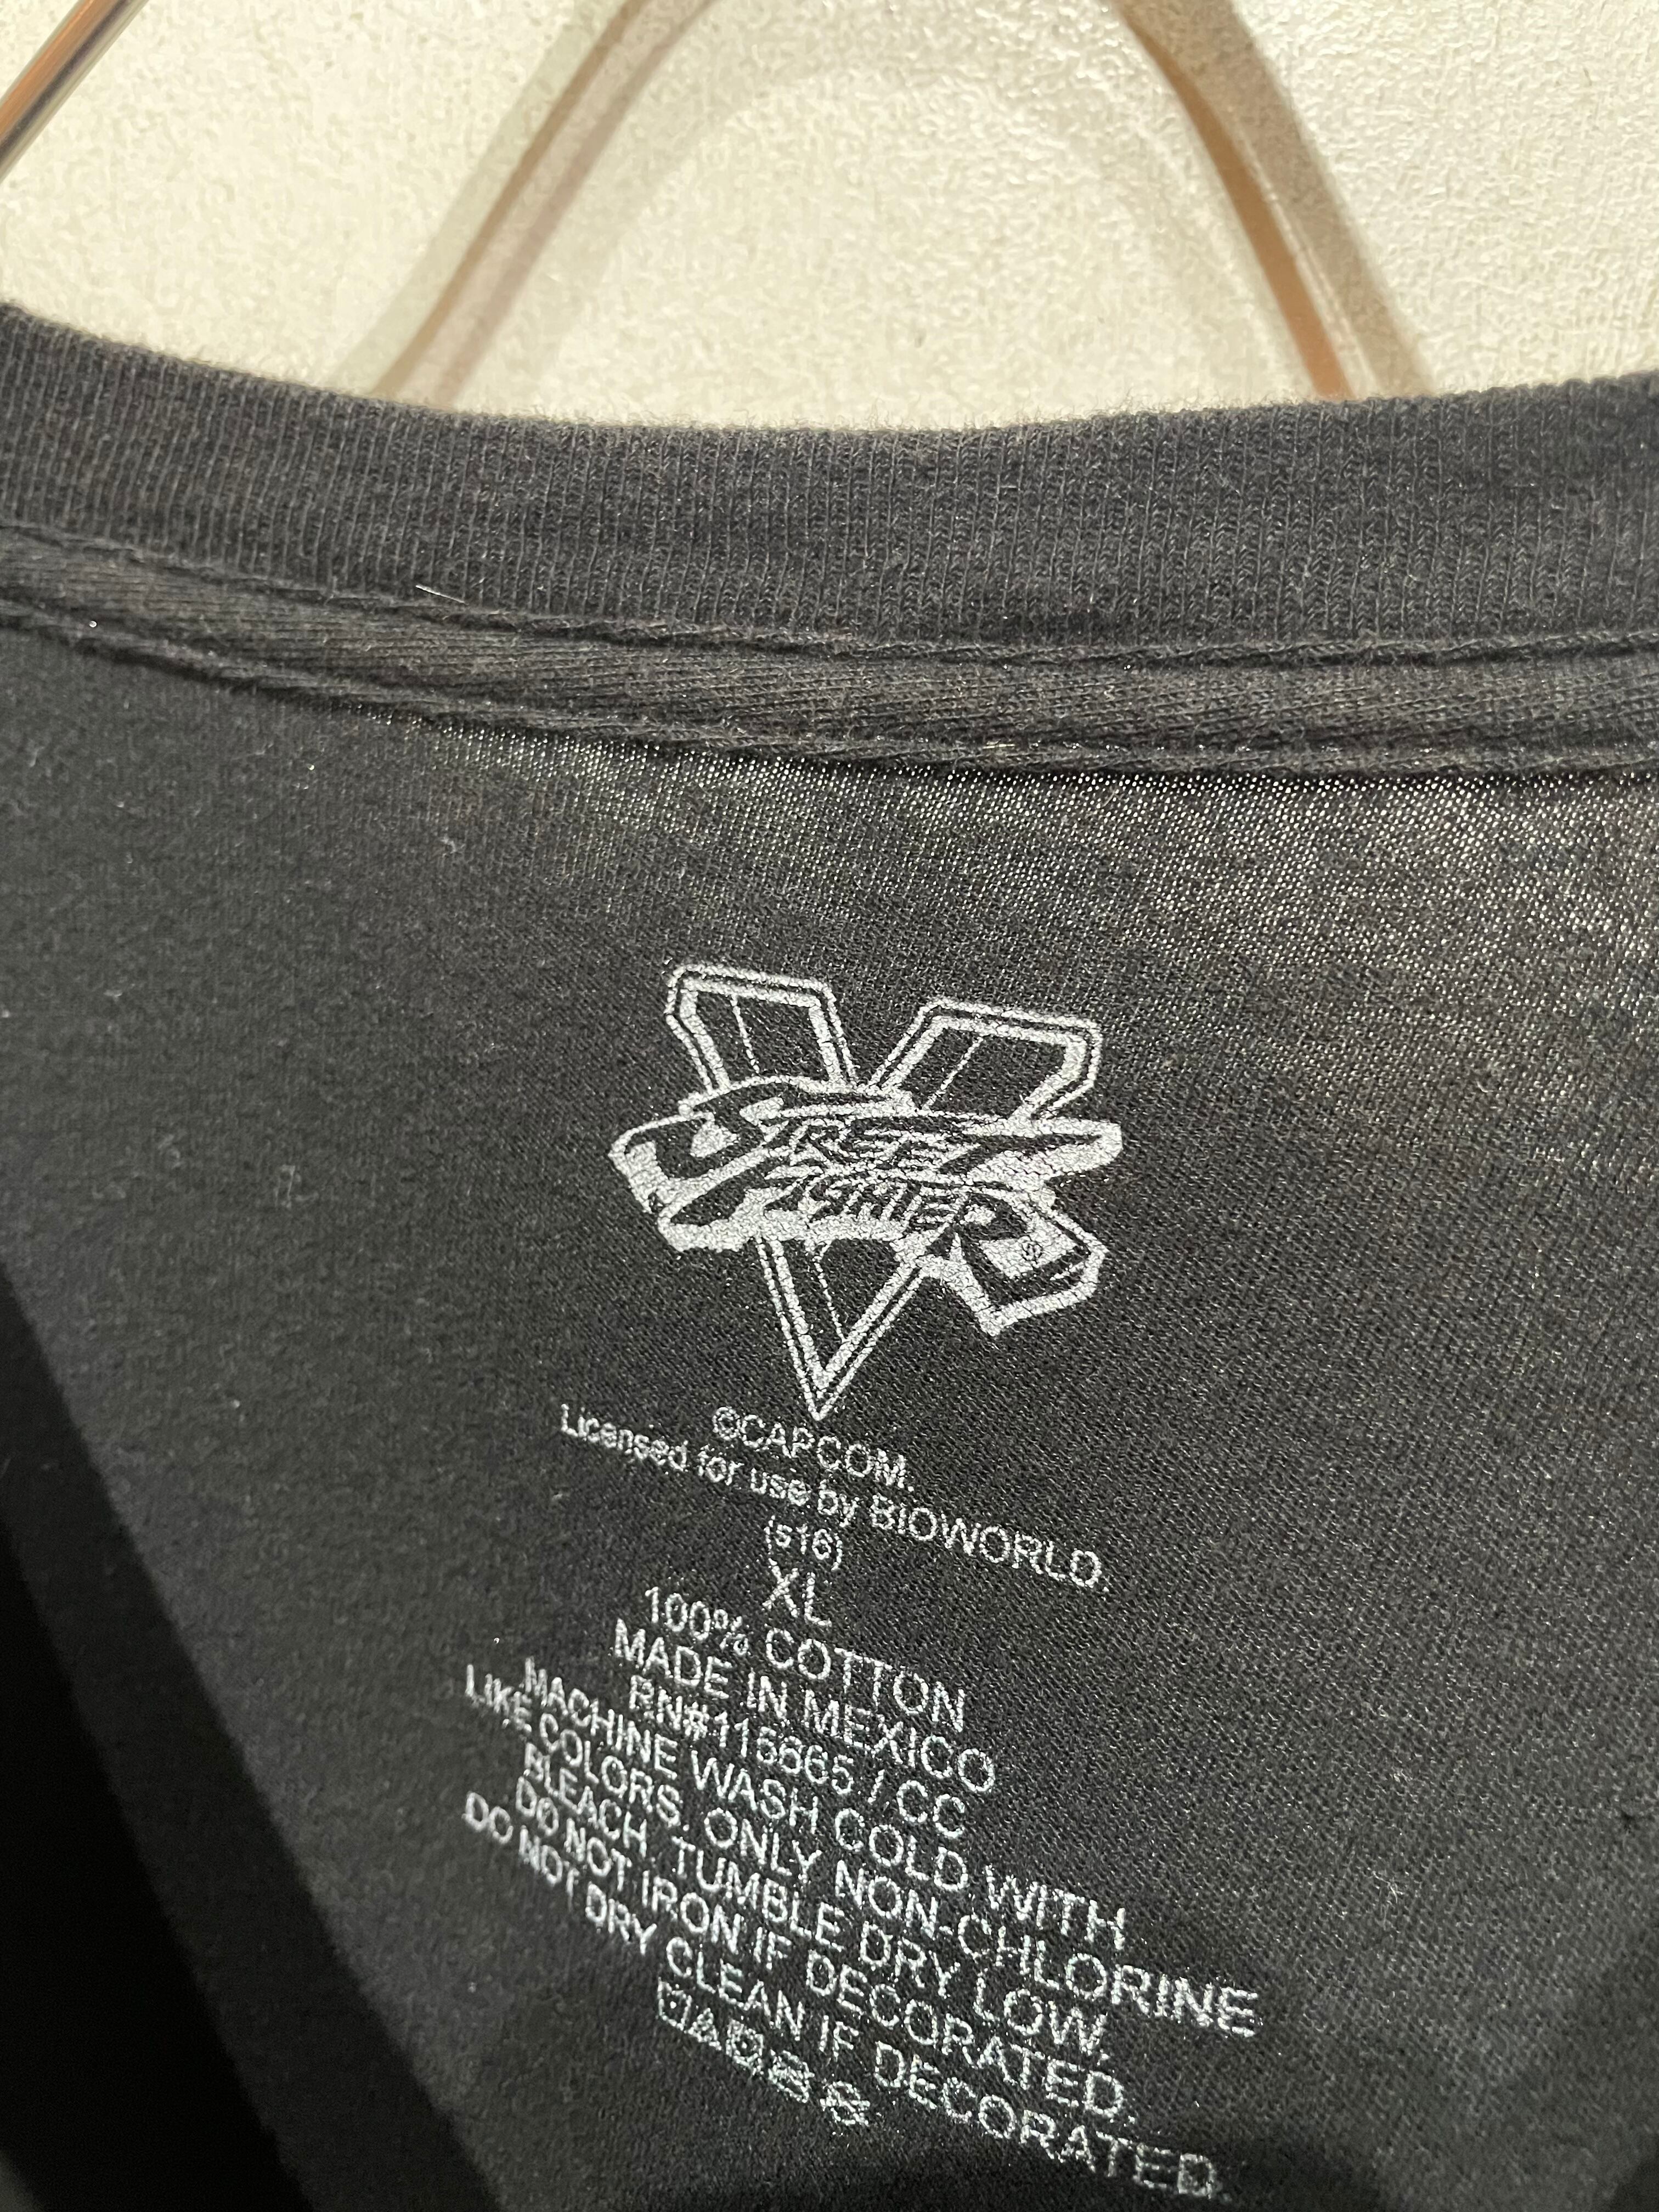 V
STREET
FIGHTER
©CAPCOM.
Licensed for use by BIOWORLD.
(516)
XL
100% COTTON
MADE IN MEXICO
RN#115665 / CC
MACHINE WASH COLD WITH
LIKE COLORS. ONLY NON-CHLORINE
BLEACH. TUMBLE DRY LOW.
DO NOT IRON IF DECORATED.
DO NOT DRY CLEAN IF DECORATED.